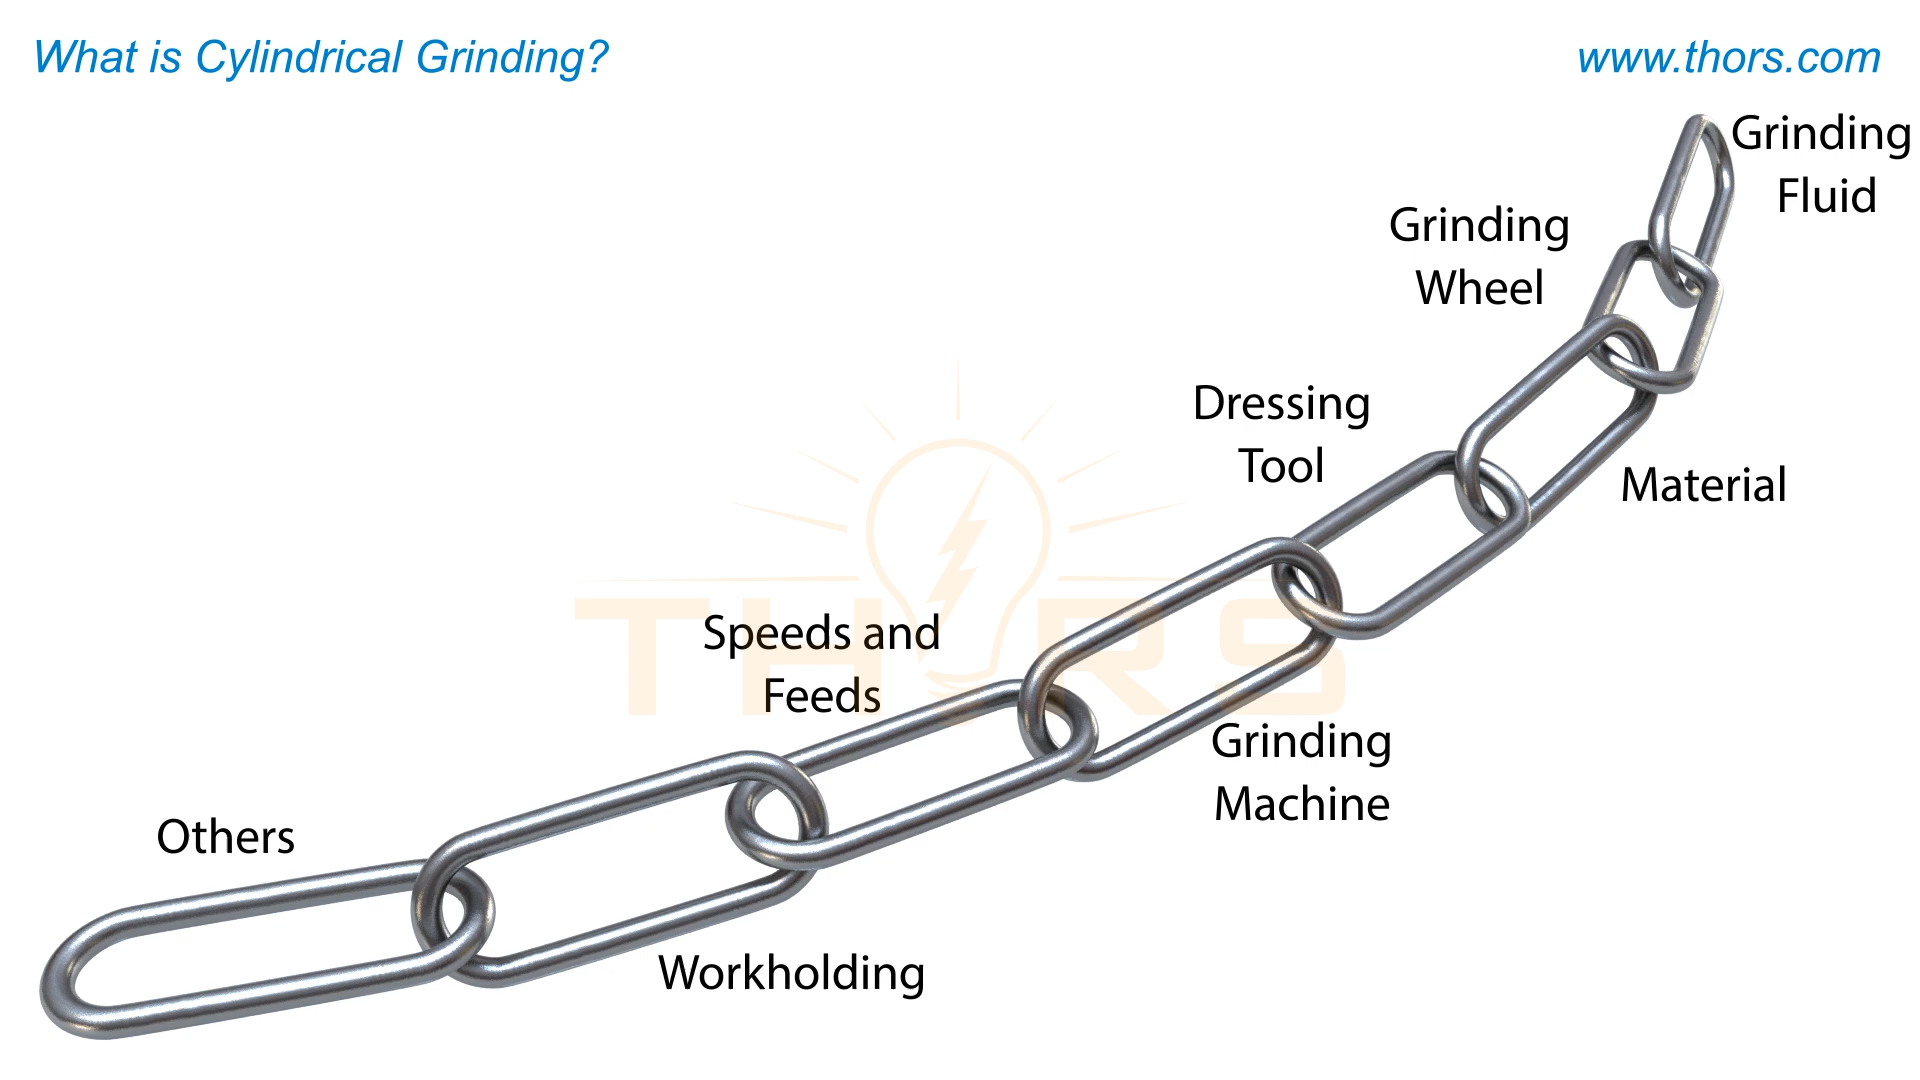 What is Cylindrical Grinding?
www.thors.com
Grinding
Fluid
Grinding
Wheel
Dressing
Tool
Material
THORS
Speeds and
Feeds
Grinding
Machine
Others
Workholding